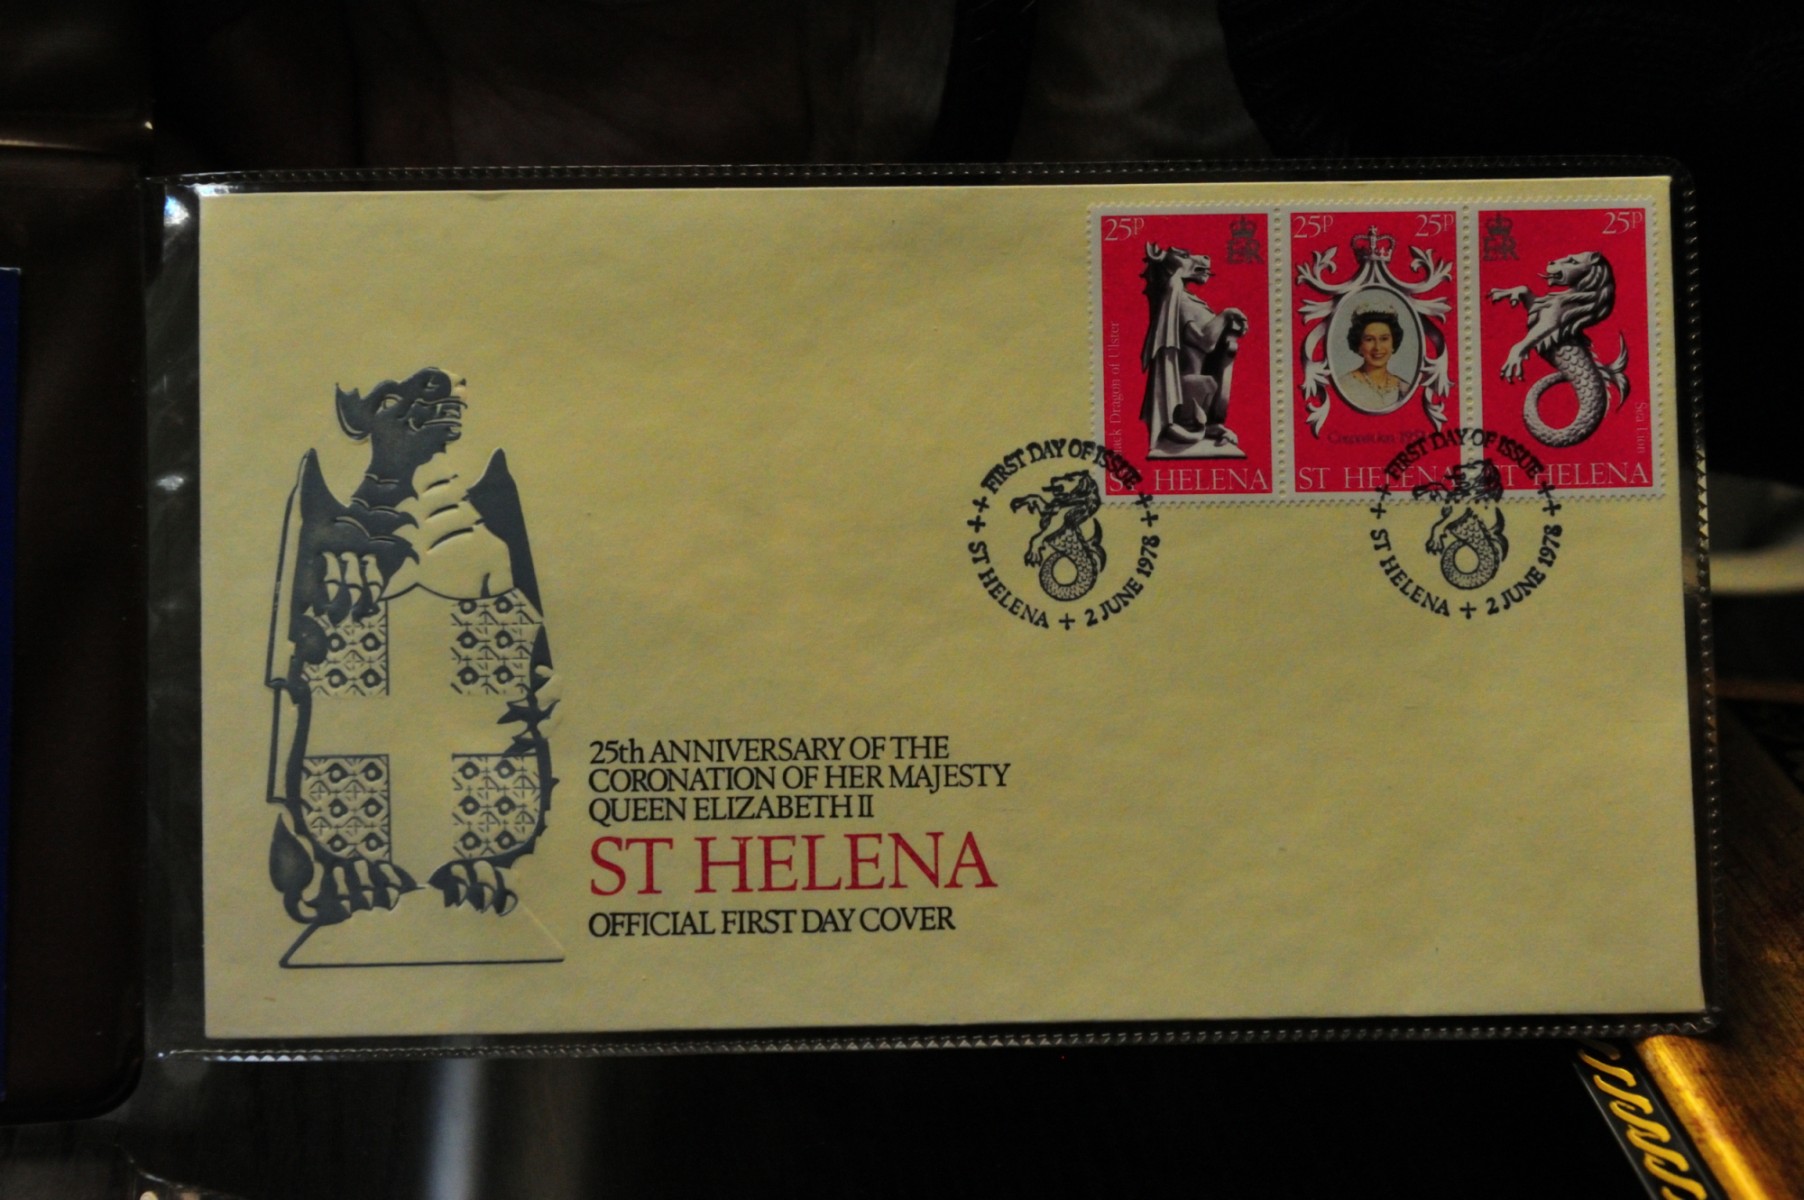 25P
25P 25P
25P
ER
ER
Dragon of Ulster
Sea Lion
Coronation 1953
ST HELENA
ST HELENA
ST HELENA
FIRST DAY OF ISSUE
ST HELENA + 2 JUNE 1978
FIRST DAY OF ISSUE
ST HELENA + 2 JUNE 1978
25th ANNIVERSARY OF THE
CORONATION OF HER MAJESTY
QUEEN ELIZABETH II
ST HELENA
OFFICIAL FIRST DAY COVER